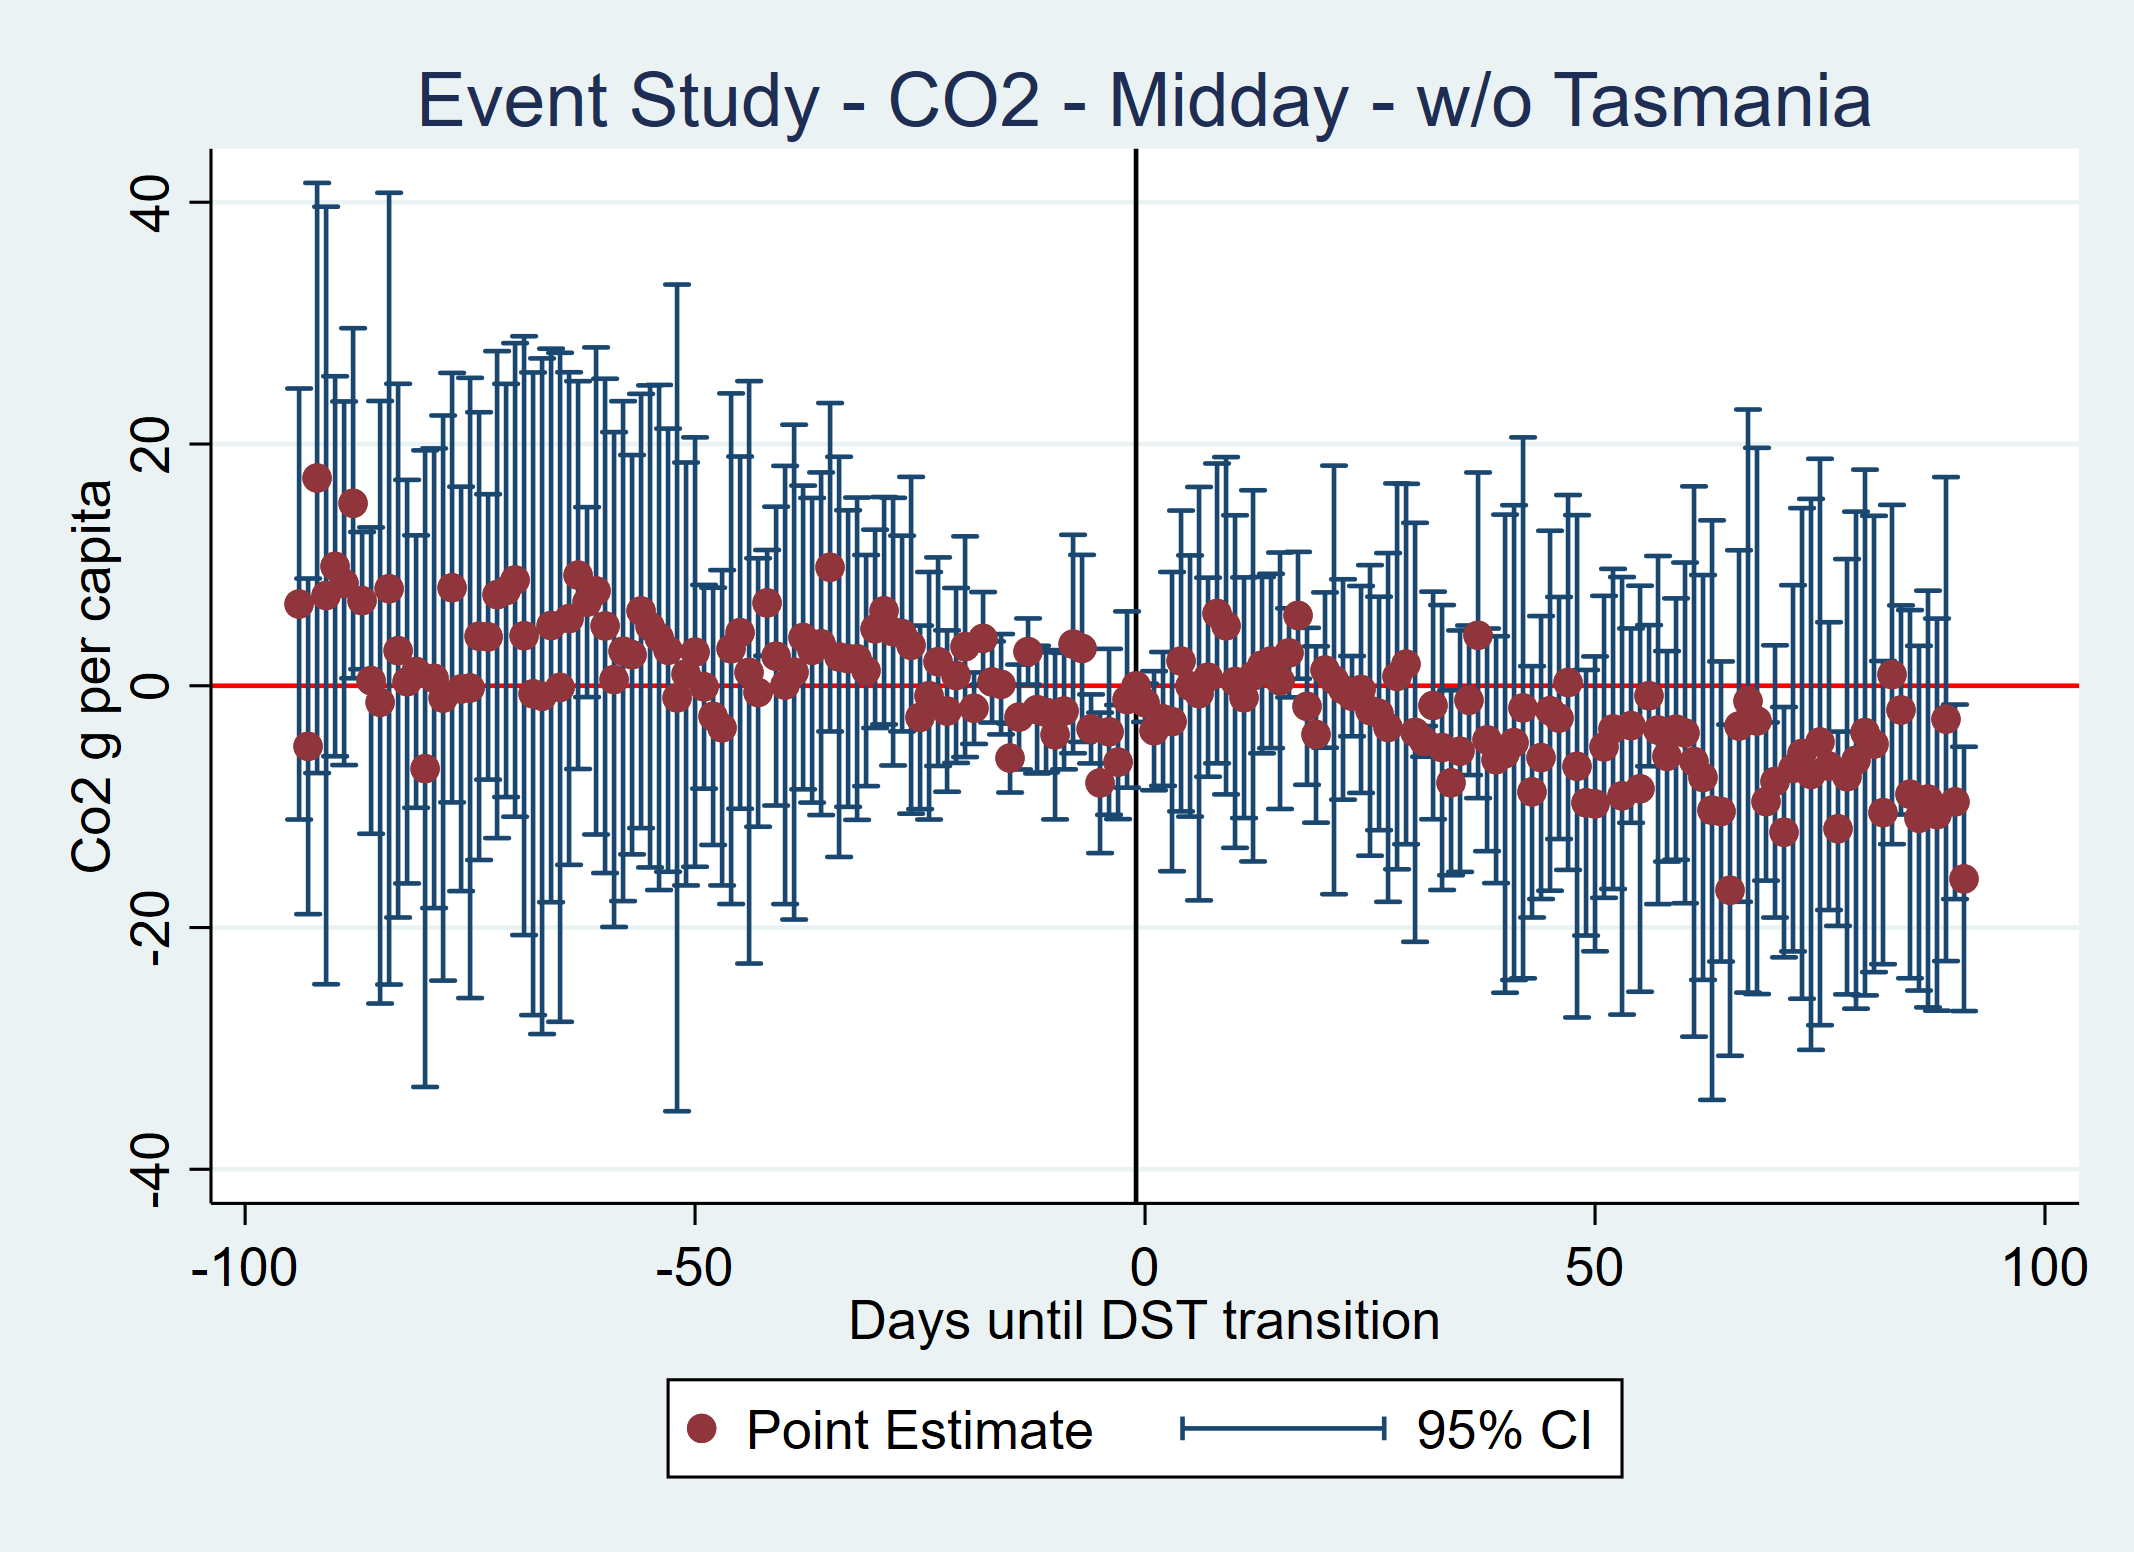 Event Study - CO2 - Midday - w/o Tasmania
Co2 g per capita
40
20
0
-20
-40
-100
-50
0
50
100
Days until DST transition
Point Estimate
95% CI